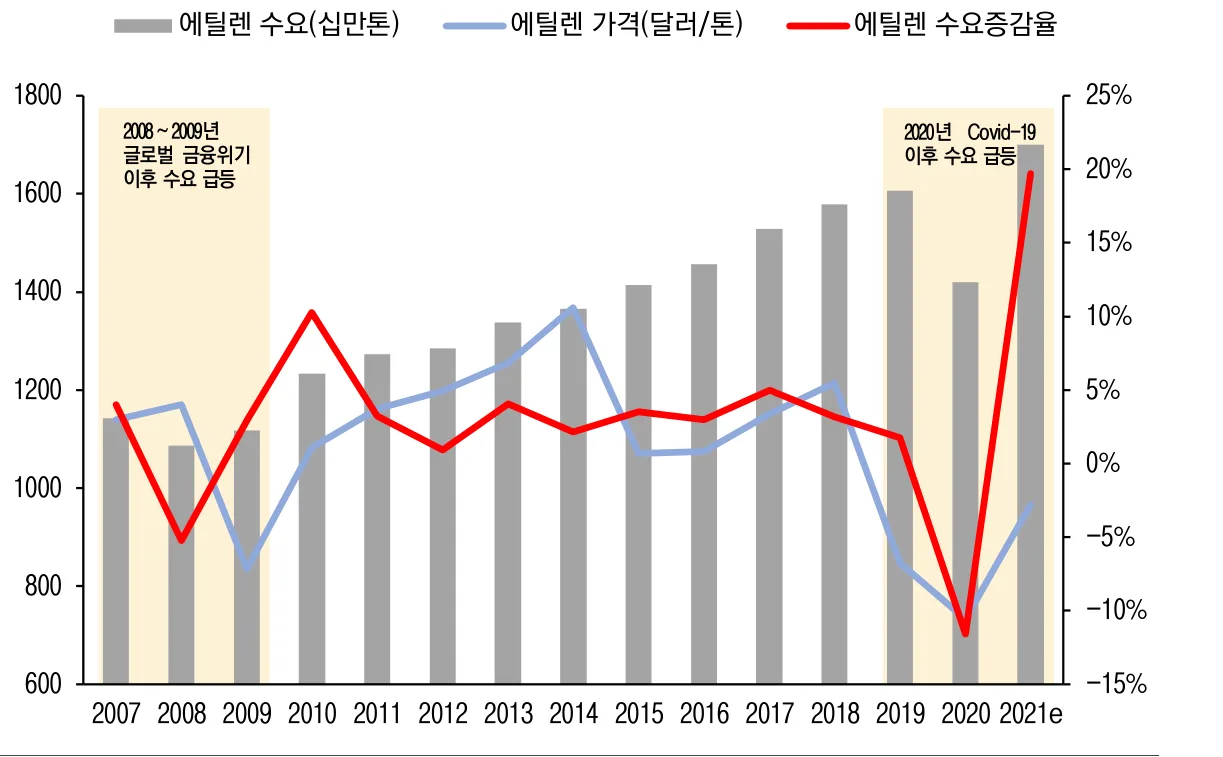 에틸렌 수요(십만톤) 에틸렌 가격(달러/톤) 에틸렌 수요증감율
1800 25%
2008 ~ 2009년
글로벌 금융위기
이후 수요 급등
2020년 Covid-19
이후 수요 급등
20%
1600
15%
1400
10%
1200 5%
1000 0%
-5%
800
-10%
600 -15%
2007 2008 2009 2010 2011 2012 2013 2014 2015 2016 2017 2018 2019 2020 2021e